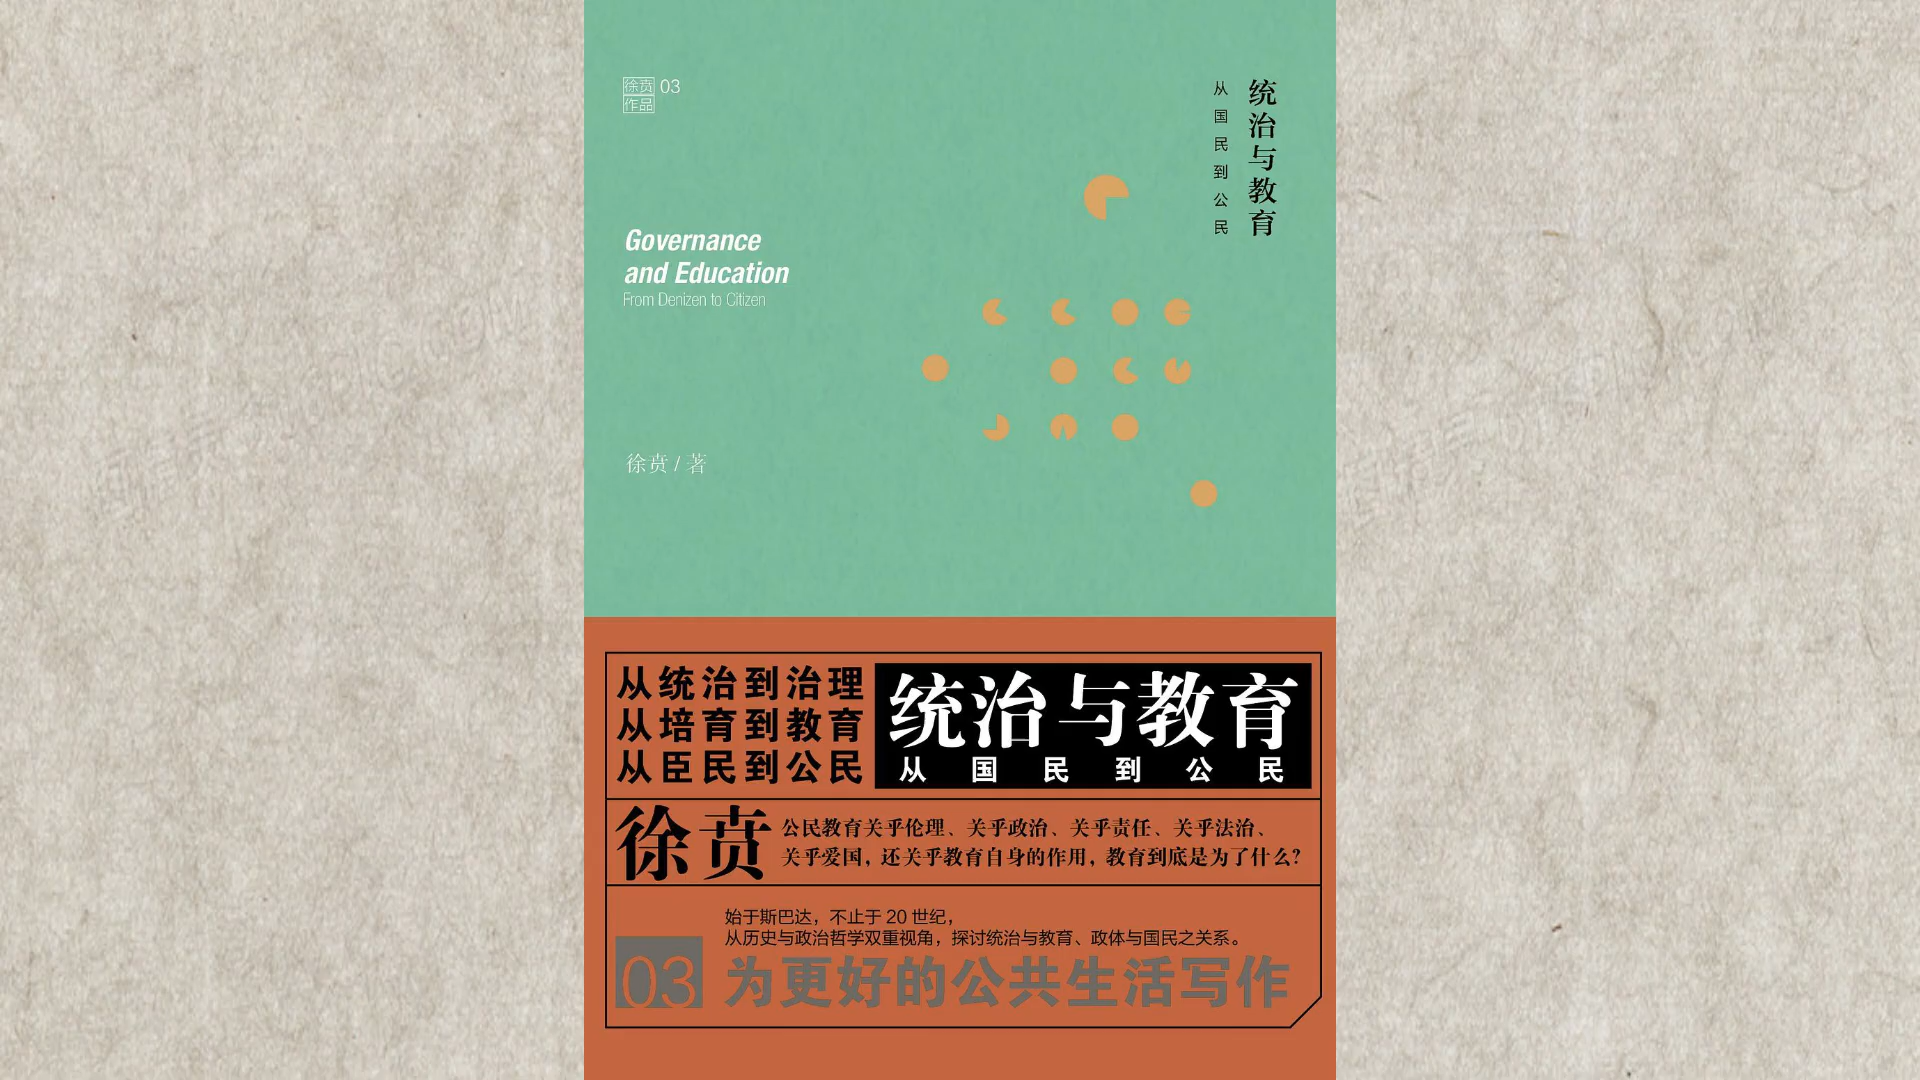 徐贲
作品
03
统治与教育
从国民到公民
Governance
and Education
From Denizen to Citizen
徐贲 / 著
从统治到治理
从培育到教育
从臣民到公民
统治与教育
从国民到公民
徐贲
公民教育关乎伦理、关乎政治、关乎责任、关乎法治、
关乎爱国，还关乎教育自身的作用，教育到底是为了什么？
始于斯巴达，不止于 20 世纪，
从历史与政治哲学双重视角，探讨统治与教育、政体与国民之关系。
03
为更好的公共生活写作